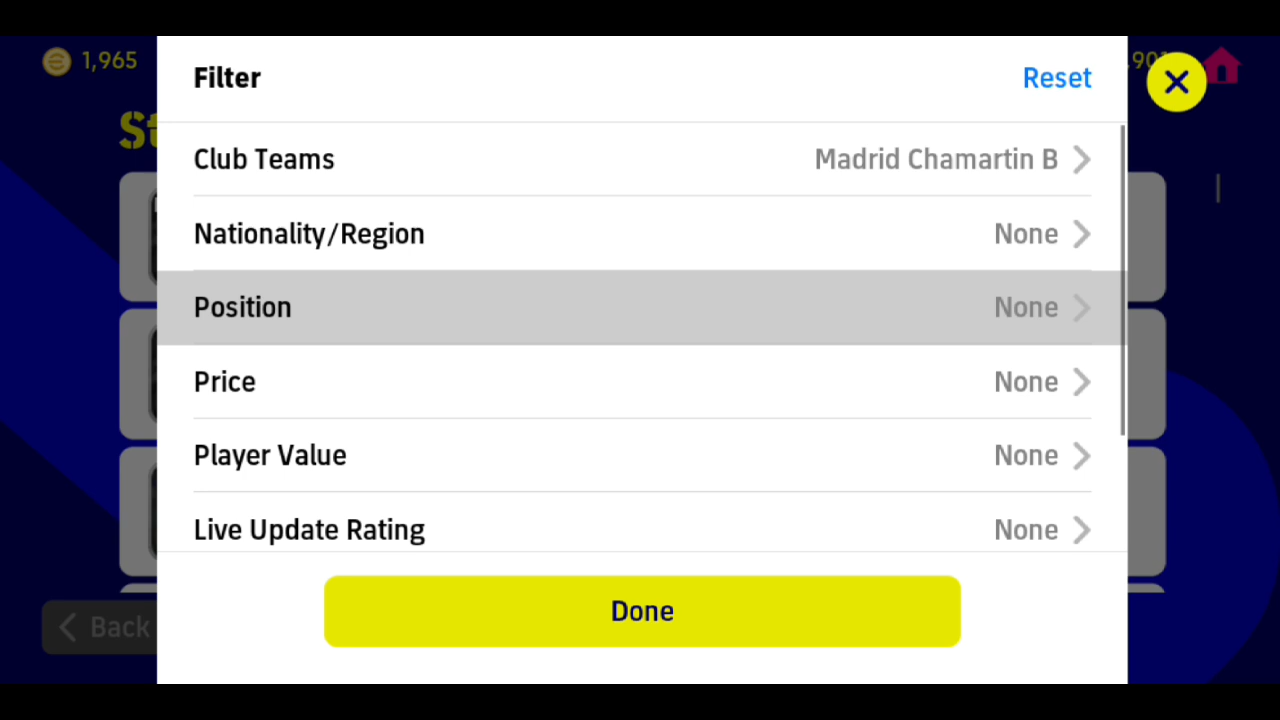 1,965
Filter
Reset
Club Teams
Madrid Chamartin B
Nationality/Region
None
Position
None
Price
None
Player Value
None
Live Update Rating
None
Done
Back